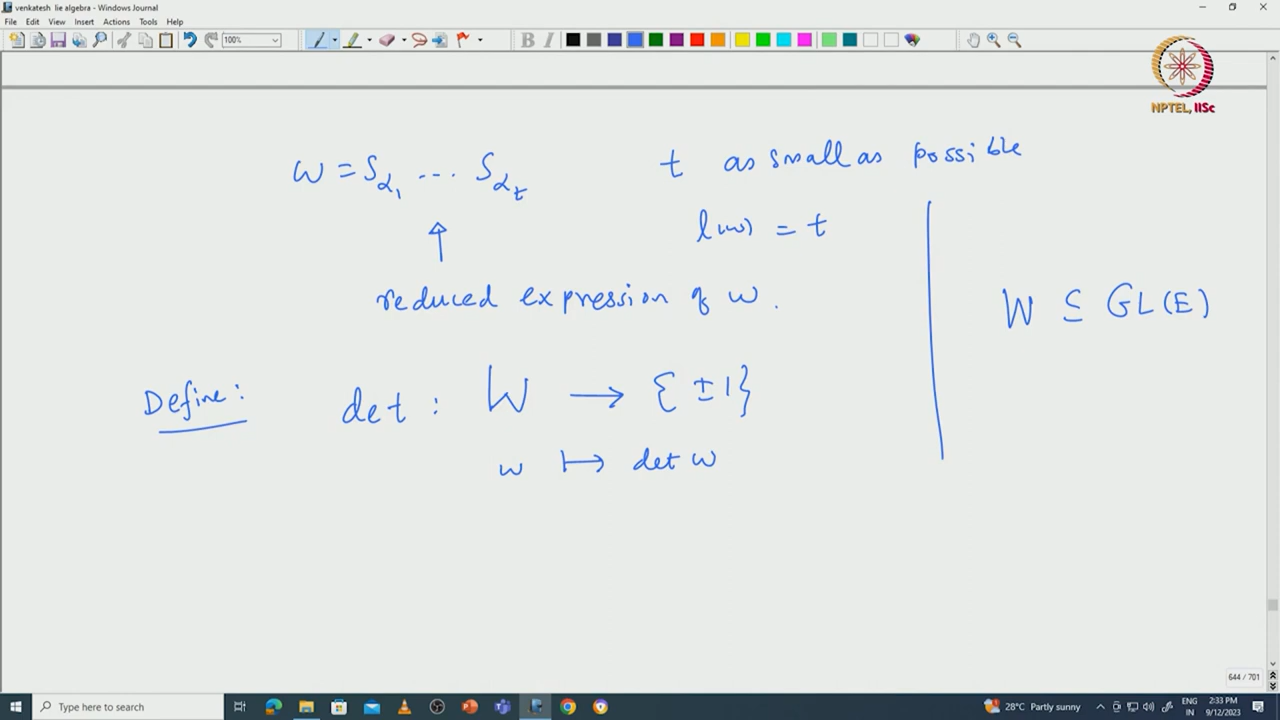 venkatesh lie algebra - Windows Journal
File Edit View Insert Actions Tools Help
100%
B I
NPTEL, IISc
w = S_{α_1} ... S_{α_t} t as small as possible
l(w) = t
reduced expression of w.
W ⊆ GL(E)
Define: det : W → {±1}
w ↦ det w
644 / 701
Type here to search
28°C Partly sunny
ENG
IN
2:33 PM
9/12/2023